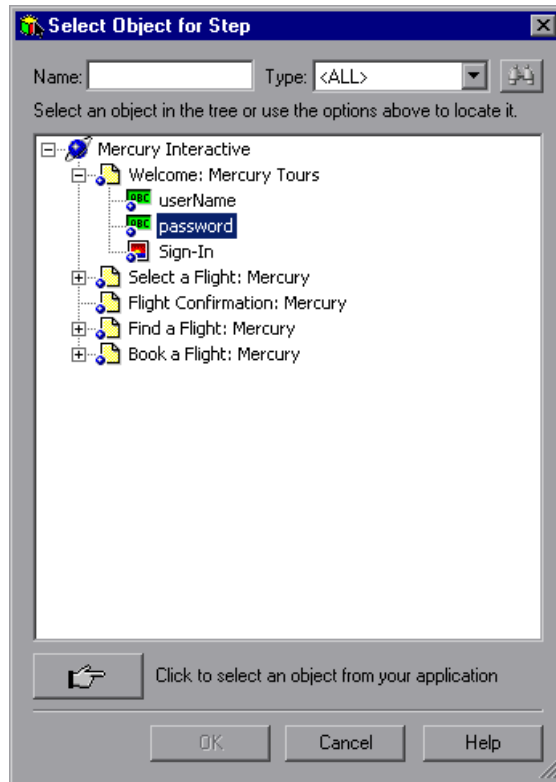 Select Object for Step
Name: Type: <ALL>
Select an object in the tree or use the options above to locate it.
Mercury Interactive
Welcome: Mercury Tours
ABC userName
ABC password
Sign-In
Select a Flight: Mercury
Flight Confirmation: Mercury
Find a Flight: Mercury
Book a Flight: Mercury
Click to select an object from your application
OK Cancel Help